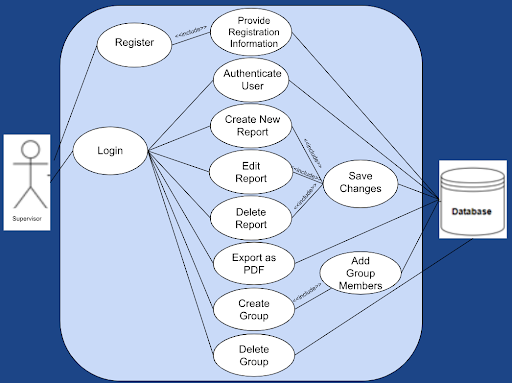 Register
<<include>>
Provide
Registration
Information
Authenticate
User
Create New
Report
<<include>>
Login
Edit
Report
<<include>>
Save
Changes
Supervisor
Delete
Report
<<include>>
Database
Export as
PDF
Add
Group
Members
Create
Group
<<include>>
Delete
Group